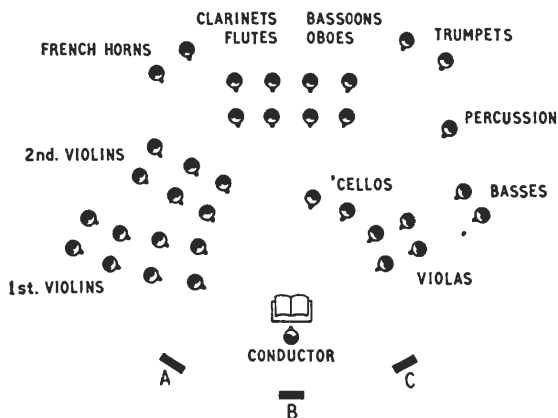 CLARINETS BASSOONS
FLUTES OBOES
FRENCH HORNS
TRUMPETS
PERCUSSION
2nd. VIOLINS
'CELLOS
BASSES
1st. VIOLINS
VIOLAS
CONDUCTOR
A
B
C